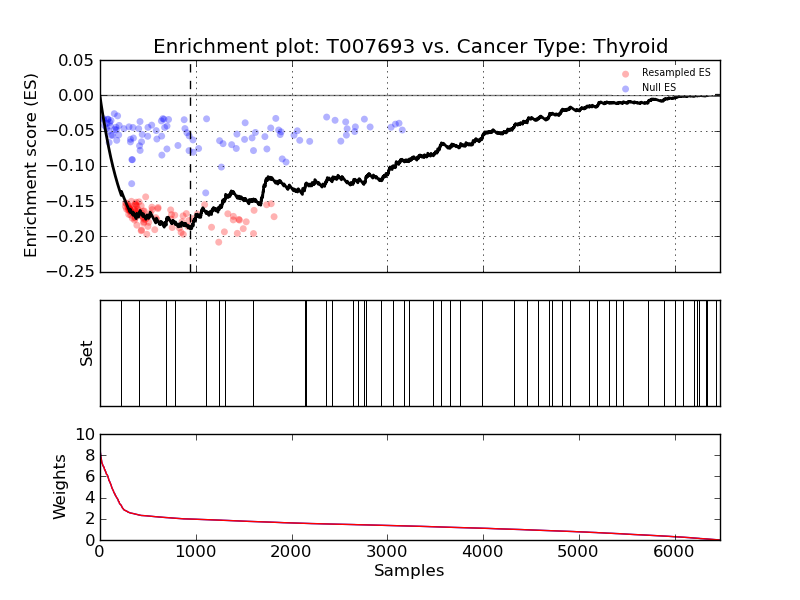 Enrichment plot: T007693 vs. Cancer Type: Thyroid
Enrichment score (ES)
0.05
0.00
−0.05
−0.10
−0.15
−0.20
−0.25
Resampled ES
Null ES
Set
Weights
10
8
6
4
2
0
0 1000 2000 3000 4000 5000 6000
Samples